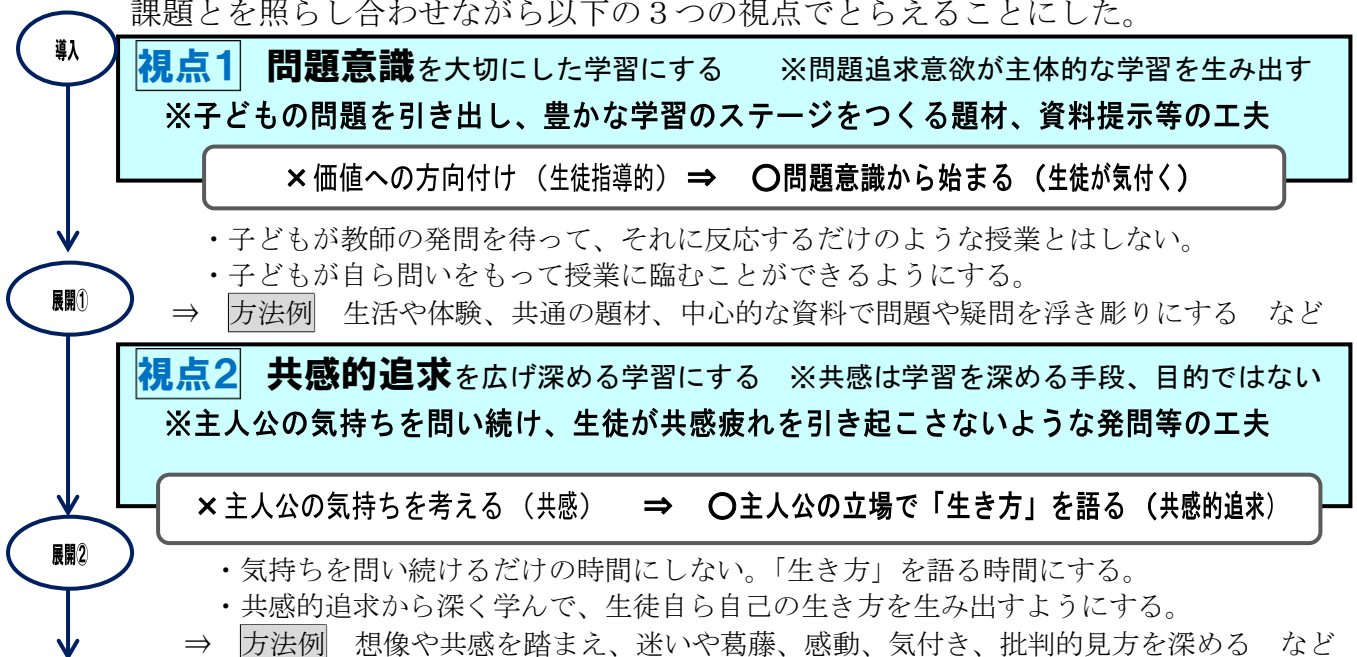 課題とを照らし合わせながら以下の３つの視点でとらえることにした。
導入
視点１ 問題意識を大切にした学習にする ※問題追求意欲が主体的な学習を生み出す
※子どもの問題を引き出し、豊かな学習のステージをつくる題材、資料提示等の工夫
×価値への方向付け（生徒指導的）⇒ ○問題意識から始まる（生徒が気付く）
・子どもが教師の発問を待って、それに反応するだけのような授業とはしない。
・子どもが自ら問いをもって授業に臨むことができるようにする。
展開①
⇒ 方法例 生活や体験、共通の題材、中心的な資料で問題や疑問を浮き彫りにする など
視点２ 共感的追求を広げ深める学習にする ※共感は学習を深める手段、目的ではない
※主人公の気持ちを問い続け、生徒が共感疲れを引き起こさないような発問等の工夫
×主人公の気持ちを考える（共感） ⇒ ○主人公の立場で「生き方」を語る（共感的追求）
展開②
・気持ちを問い続けるだけの時間にしない。「生き方」を語る時間にする。
・共感的追求から深く学んで、生徒自ら自己の生き方を生み出すようにする。
⇒ 方法例 想像や共感を踏まえ、迷いや葛藤、感動、気付き、批判的見方を深める など